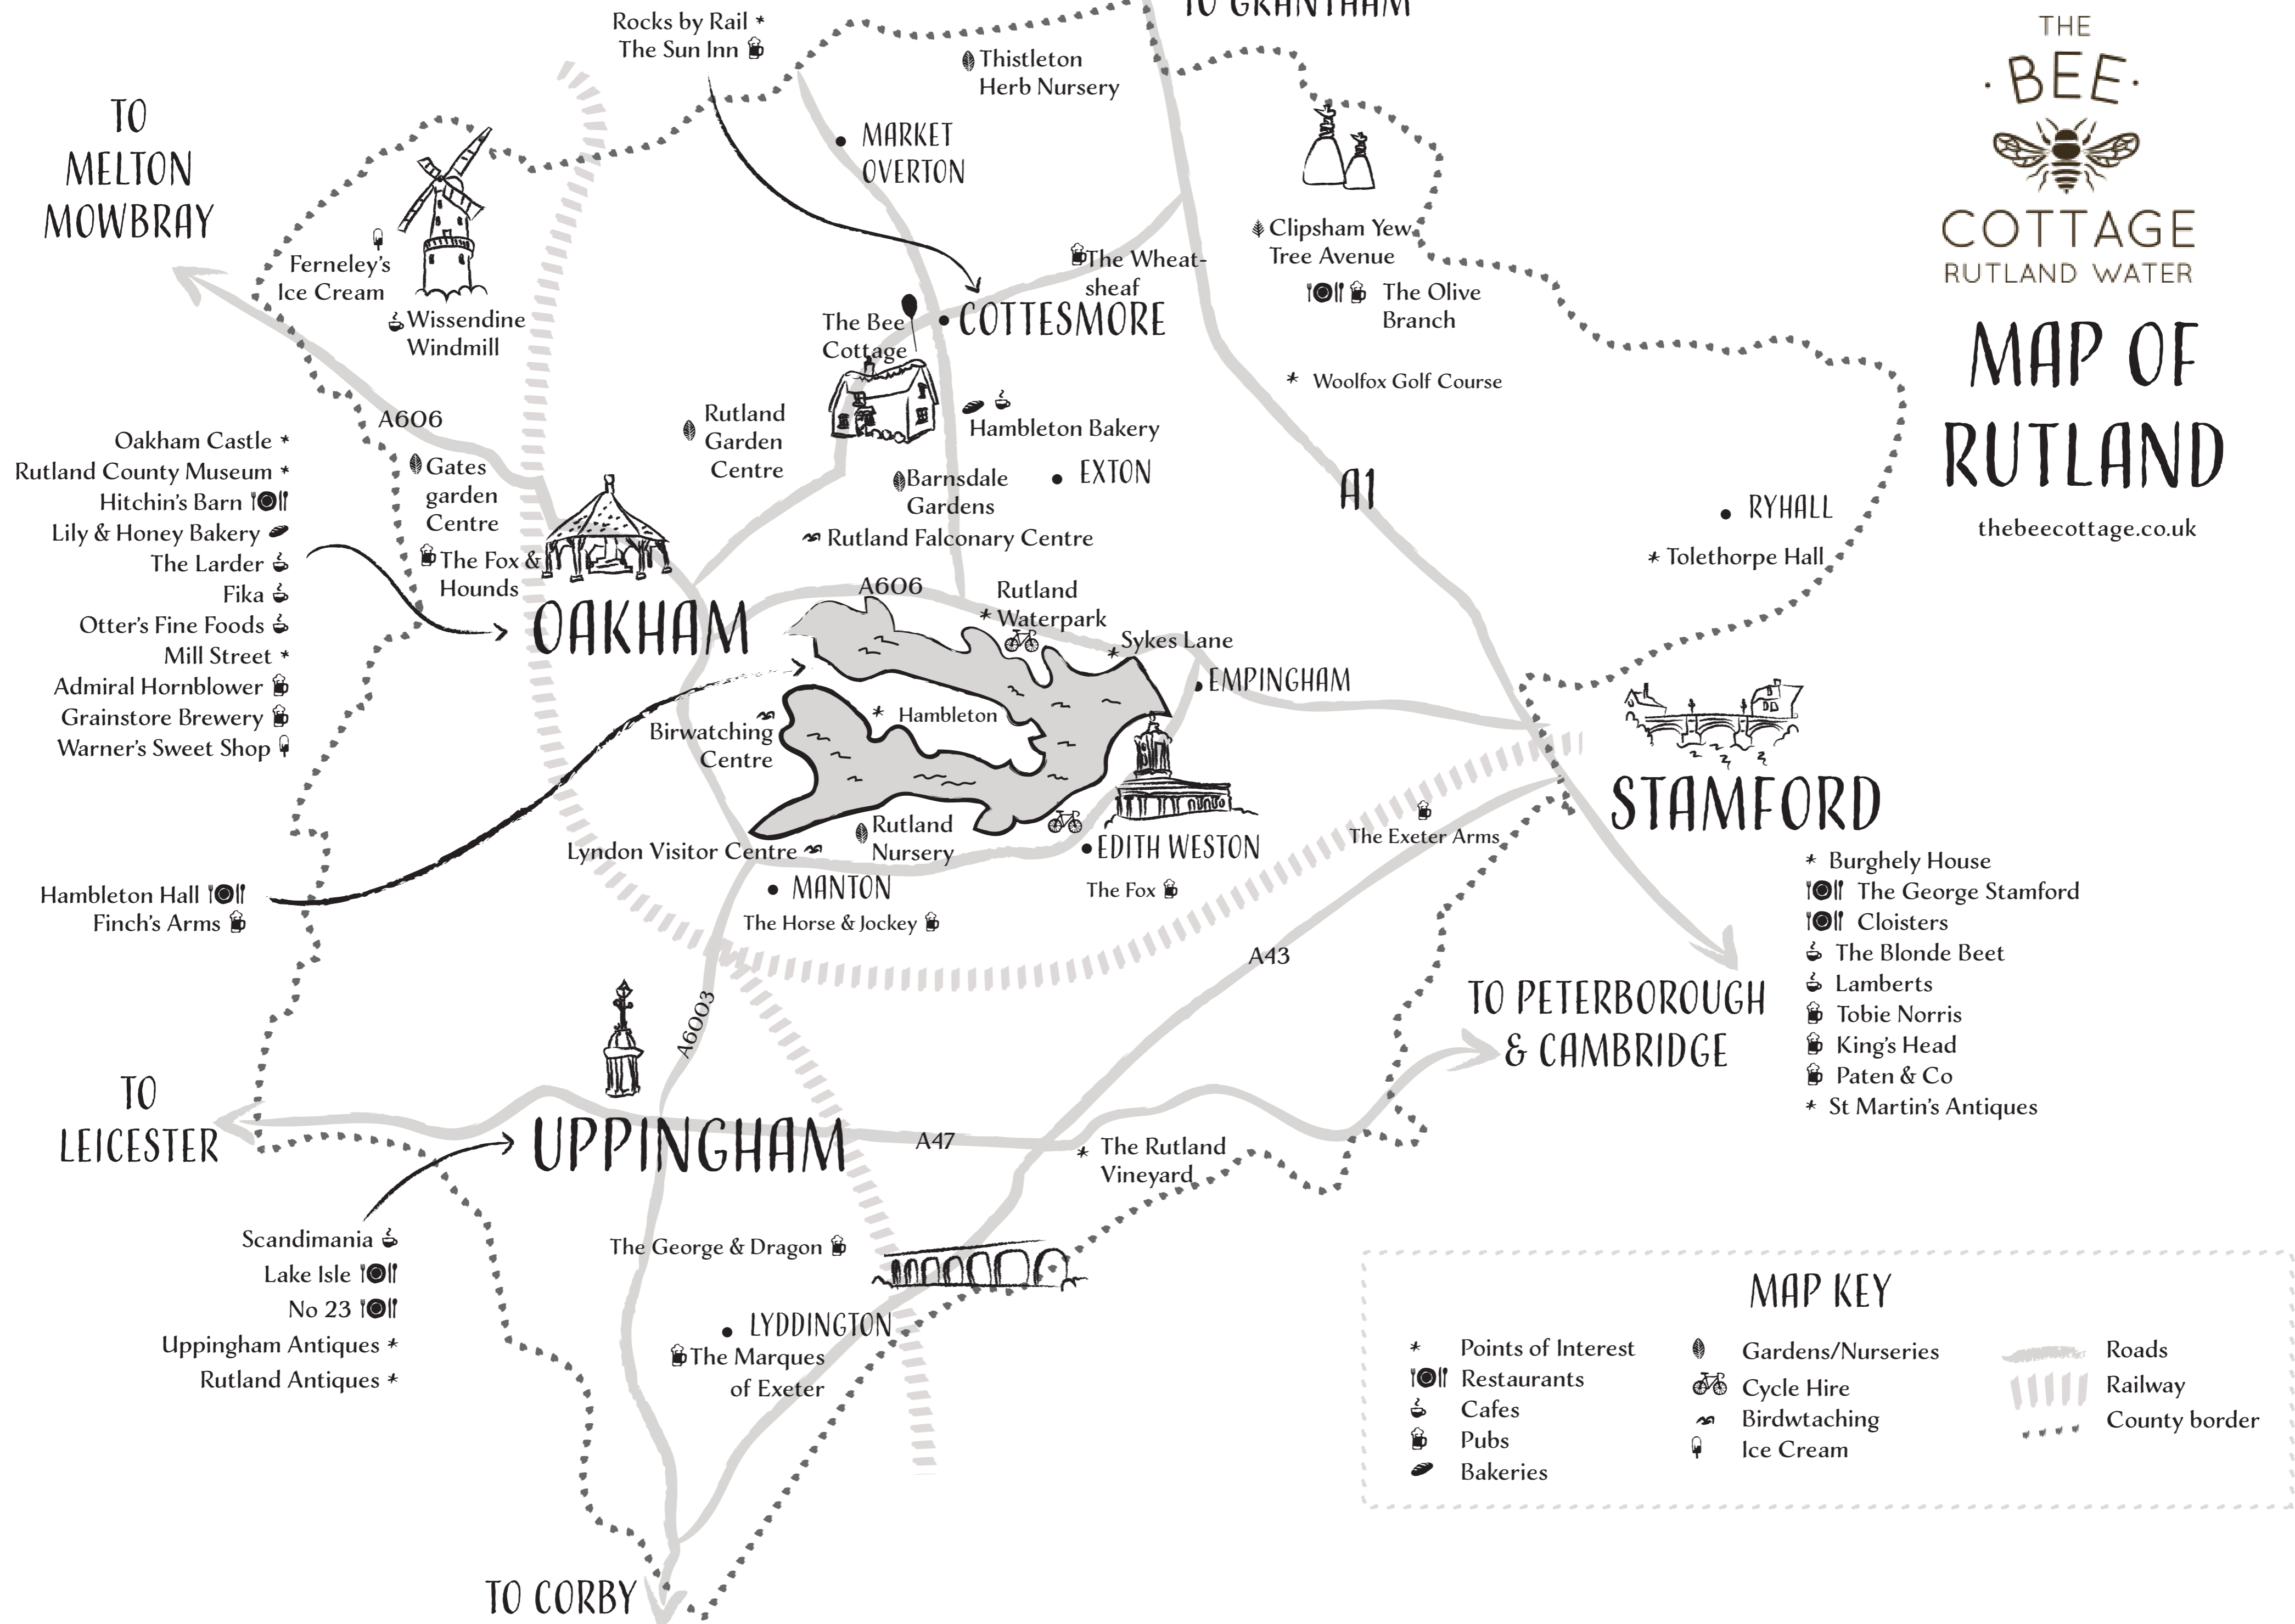 TO GRANTHAM
Rocks by Rail *
The Sun Inn
Thistleton
Herb Nursery
THE
·BEE·
COTTAGE
RUTLAND WATER
MAP OF
RUTLAND
thebeecottage.co.uk
TO
MELTON
MOWBRAY
MARKET
OVERTON
Ferneley's
Ice Cream
Wissendine
Windmill
Clipsham Yew
Tree Avenue
The Wheat-
sheaf
The Olive
Branch
COTTESMORE
The Bee
Cottage
* Woolfox Golf Course
A606
Rutland
Garden
Centre
Hambleton Bakery
Oakham Castle *
Rutland County Museum *
Hitchin's Barn
Lily & Honey Bakery
The Larder
Fika
Otter's Fine Foods
Mill Street *
Admiral Hornblower
Grainstore Brewery
Warner's Sweet Shop
Gates
garden
Centre
The Fox &
Hounds
Barnsdale
Gardens
EXTON
A1
RYHALL
* Tolethorpe Hall
Rutland Falconary Centre
OAKHAM
A606
Rutland
* Waterpark
Sykes Lane
*
EMPINGHAM
Birwatching
Centre
* Hambleton
STAMFORD
Lyndon Visitor Centre
Rutland
Nursery
EDITH WESTON
The Fox
The Exeter Arms
MANTON
The Horse & Jockey
Hambleton Hall
Finch's Arms
* Burghely House
The George Stamford
Cloisters
The Blonde Beet
Lamberts
Tobie Norris
King's Head
Paten & Co
* St Martin's Antiques
A43
TO PETERBOROUGH
& CAMBRIDGE
A6003
TO
LEICESTER
UPPINGHAM
A47
* The Rutland
Vineyard
Scandimania
Lake Isle
No 23
Uppingham Antiques *
Rutland Antiques *
The George & Dragon
LYDDINGTON
The Marques
of Exeter
TO CORBY
MAP KEY
* Points of Interest
Restaurants
Cafes
Pubs
Bakeries
Gardens/Nurseries
Cycle Hire
Birdwtaching
Ice Cream
Roads
Railway
County border